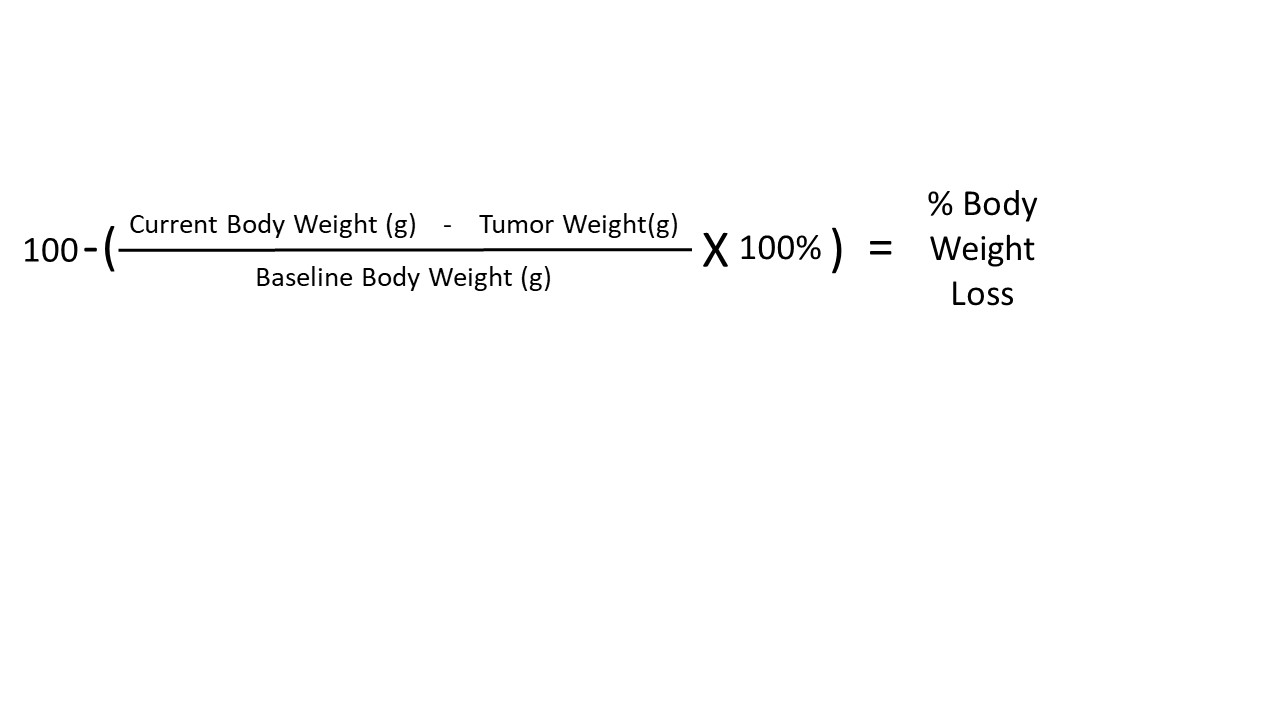 Current Body Weight (g) - Tumor Weight(g)
100 - ( X 100% ) =
Baseline Body Weight (g)
% Body
Weight
Loss